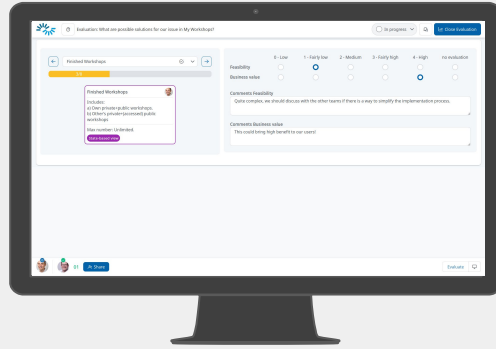 Evaluation: What are possible solutions for our issue in My Workshops?
In progress
Close Evaluation
Finished Workshops
0 - Low 1 - Fairly low 2 - Medium 3 - Fairly high 4 - High no evaluation
Feasibility
Business value
Finished Workshops
Includes:
a) Own private+public workshops.
b) Other's private+(accessed) public
workshops
Max number: Unlimited.
State-based view
Comments Feasibility
Quite complex, we should discuss with the other teams if there is a way to simplify the implementation process.
Comments Business value
This could bring high benefit to our users!
Share
Evaluate